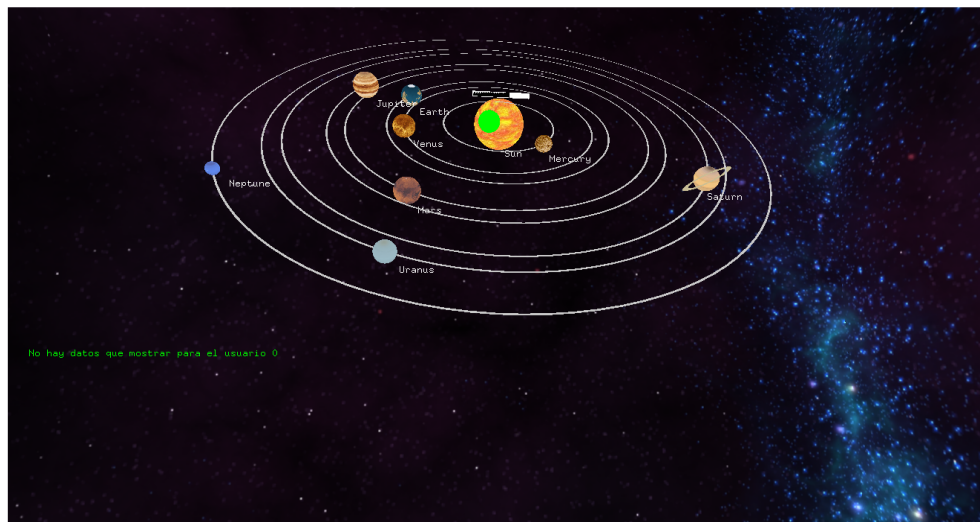 Jupiter
Earth
Venus
Sun
Mercury
Neptune
Saturn
Mars
Uranus
No hay datos que mostrar para el usuario 0